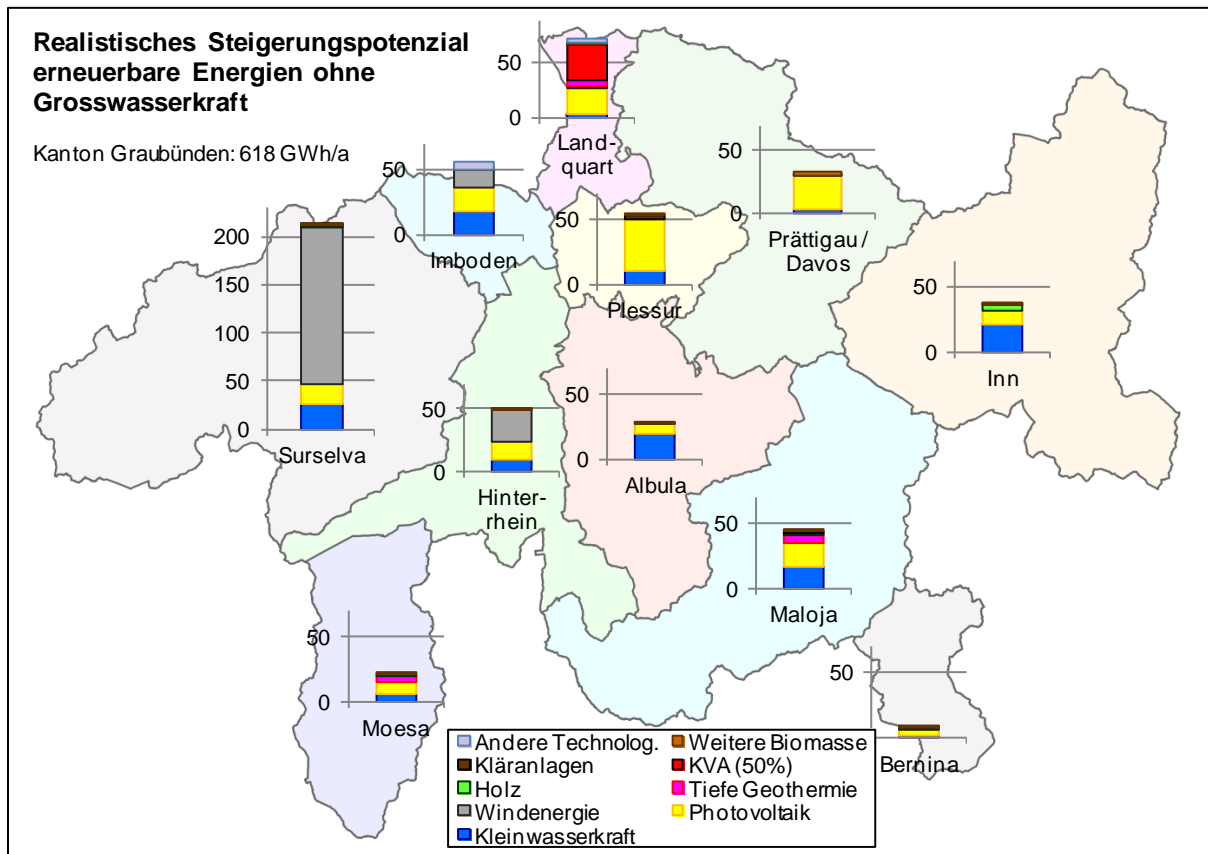 Realistisches Steigerungspotenzial
erneuerbare Energien ohne
Grosswasserkraft
Kanton Graubünden: 618 GWh/a
50
0
Land-
quart
50
0
Imboden
50
0
Plessur
50
0
Prättigau/
Davos
200
150
100
50
0
Surselva
50
0
Inn
50
0
Hinter-
rhein
50
0
Albula
50
0
Maloja
50
0
Moesa
50
0
Bernina
Andere Technolog.
Weitere Biomasse
Kläranlagen
KVA (50%)
Holz
Tiefe Geothermie
Windenergie
Photovoltaik
Kleinwasserkraft